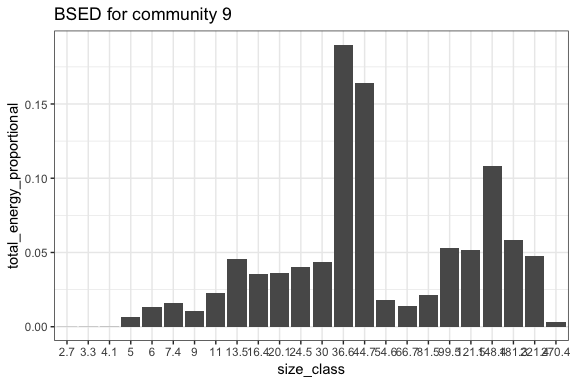 BSED for community 9
total_energy_proportional
0.15
0.10
0.05
0.00
2.7 3.3 4.1 5 6 7.4 9 11 13.5 16.4 20.1 24.5 30 36.6 44.7 54.6 66.7 81.5 99.5 121.5 148.4 181.3 221.4 270.4
size_class